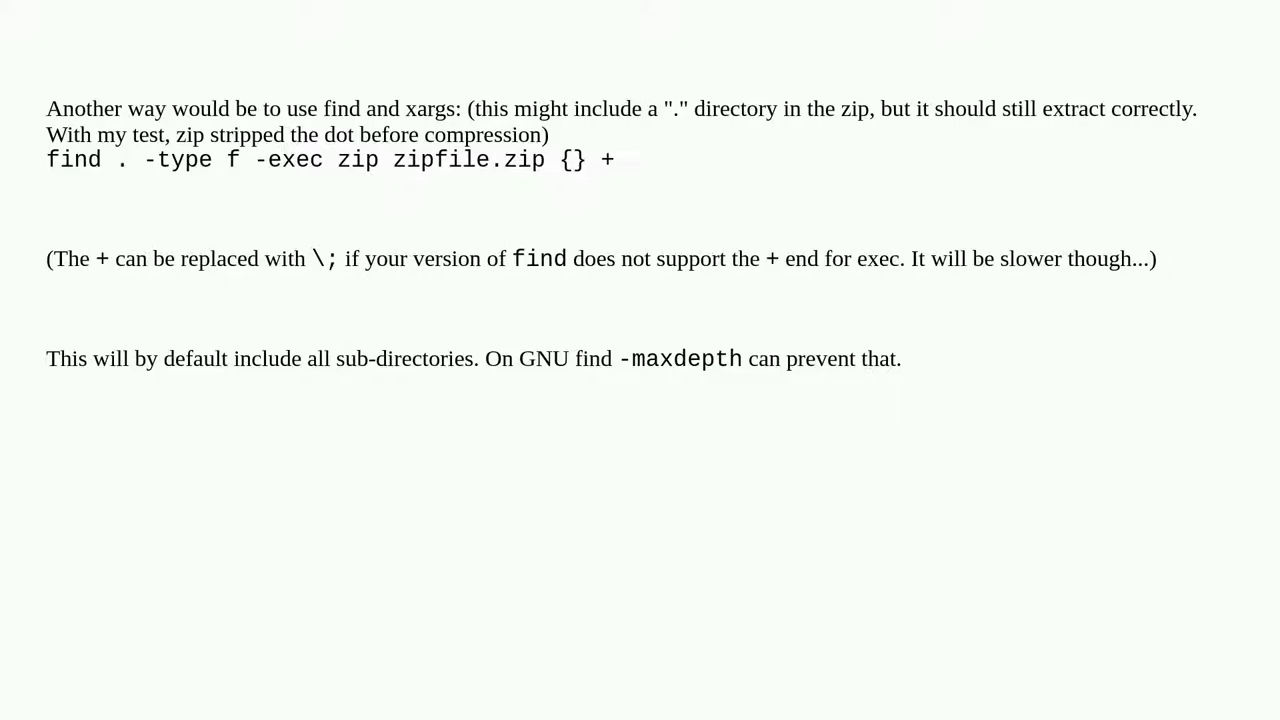 Another way would be to use find and xargs: (this might include a "." directory in the zip, but it should still extract correctly.
With my test, zip stripped the dot before compression)
find . -type f -exec zip zipfile.zip {} +
(The + can be replaced with \; if your version of find does not support the + end for exec. It will be slower though...)
This will by default include all sub-directories. On GNU find -maxdepth can prevent that.